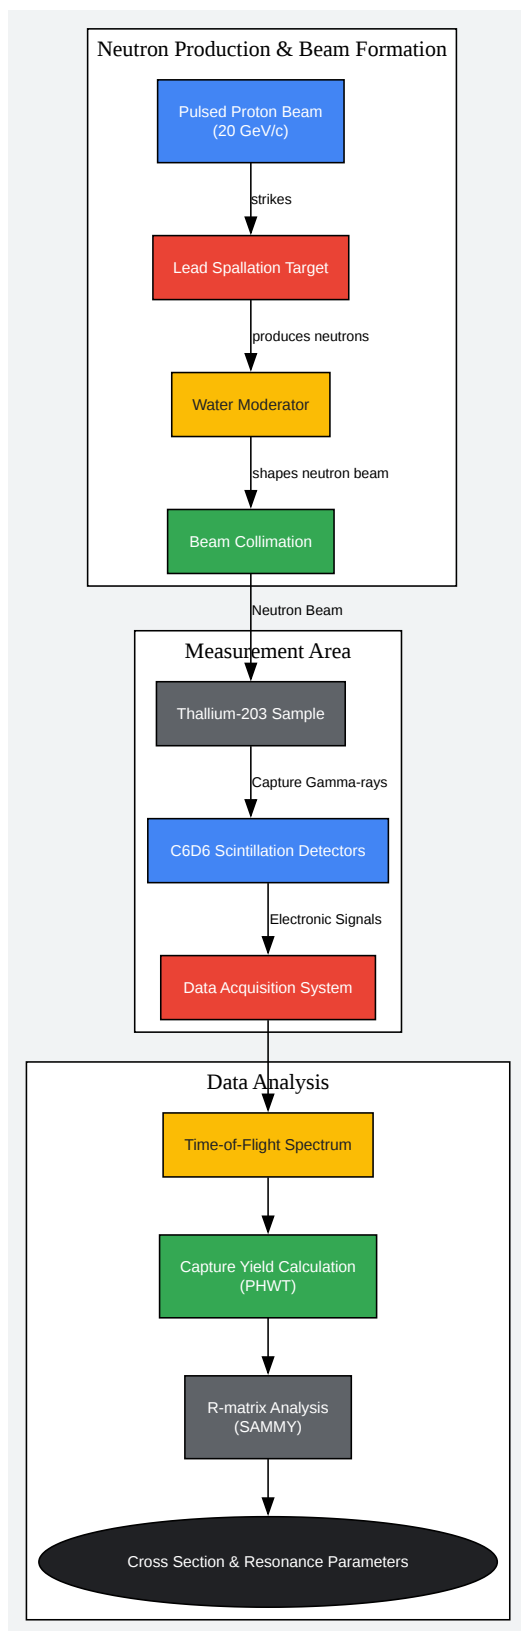 Neutron Production & Beam Formation
Pulsed Proton Beam
(20 GeV/c)
strikes
Lead Spallation Target
produces neutrons
Water Moderator
shapes neutron beam
Beam Collimation
Neutron Beam
Measurement Area
Thallium-203 Sample
Capture Gamma-rays
C6D6 Scintillation Detectors
Electronic Signals
Data Acquisition System
Data Analysis
Time-of-Flight Spectrum
Capture Yield Calculation
(PHWT)
R-matrix Analysis
(SAMMY)
Cross Section & Resonance Parameters